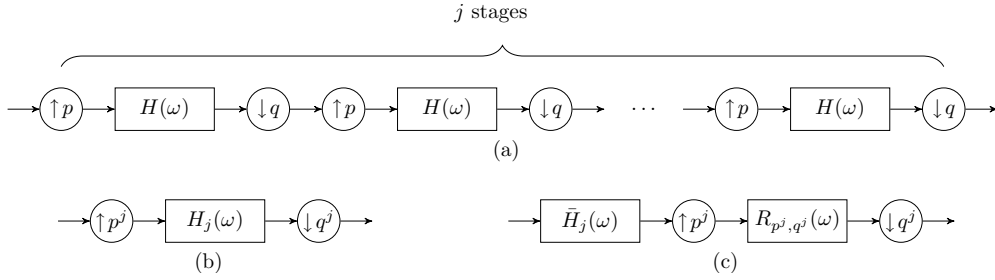 j stages
↑p H(ω) ↓q ↑p H(ω) ↓q ··· ↑p H(ω) ↓q
(a)
↑p^j H_j(ω) ↓q^j H̄_j(ω) ↑p^j R_{p^j,q^j}(ω) ↓q^j
(b) (c)